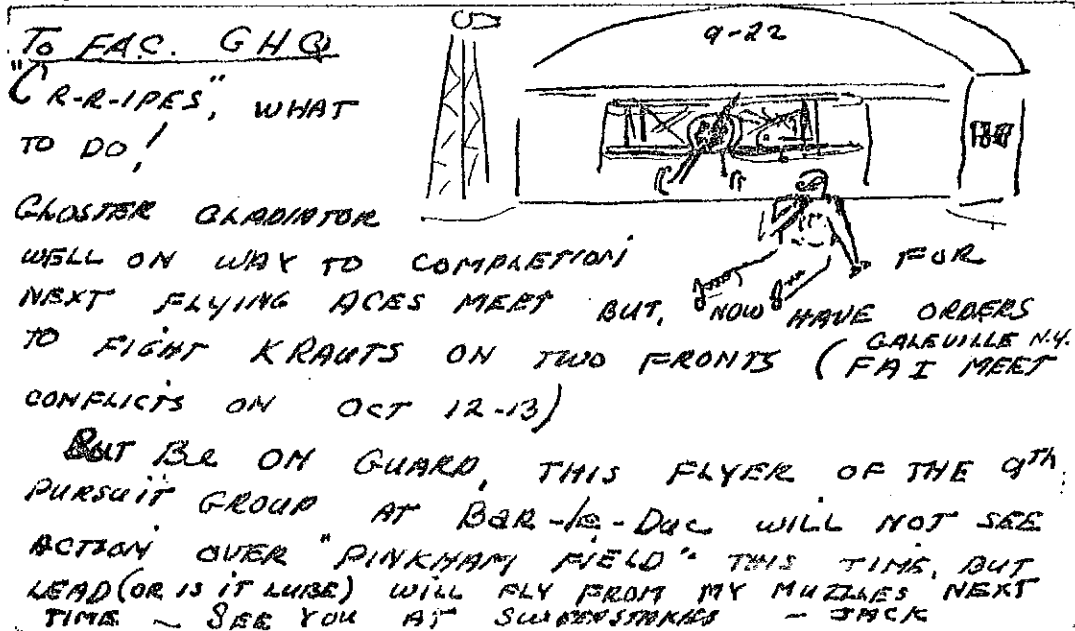 TO FAC. GHQ
9-22
"CR-R-IPES", WHAT
TO DO!
GLOSTER GLADIATOR
WELL ON WAY TO COMPLETION FOR
NEXT FLYING ACES MEET BUT, NOW HAVE ORDERS
TO FIGHT KRAUTS ON TWO FRONTS (GALEVILLE N.Y.
FAI MEET
CONFLICTS ON OCT 12-13)
BUT BE ON GUARD, THIS FLYER OF THE 9TH
PURSUIT GROUP AT BAR-le-DUC WILL NOT SEE
ACTION OVER "PINKHAM FIELD" THIS TIME, BUT
LEAD (OR IS IT LUBE) WILL FLY FROM MY MUZZLES NEXT
TIME ~ SEE YOU AT - JACK